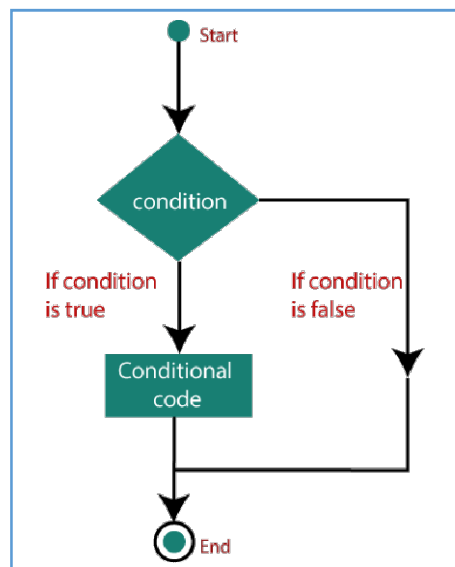 Start
condition
If condition
is true
If condition
is false
Conditional
code
End